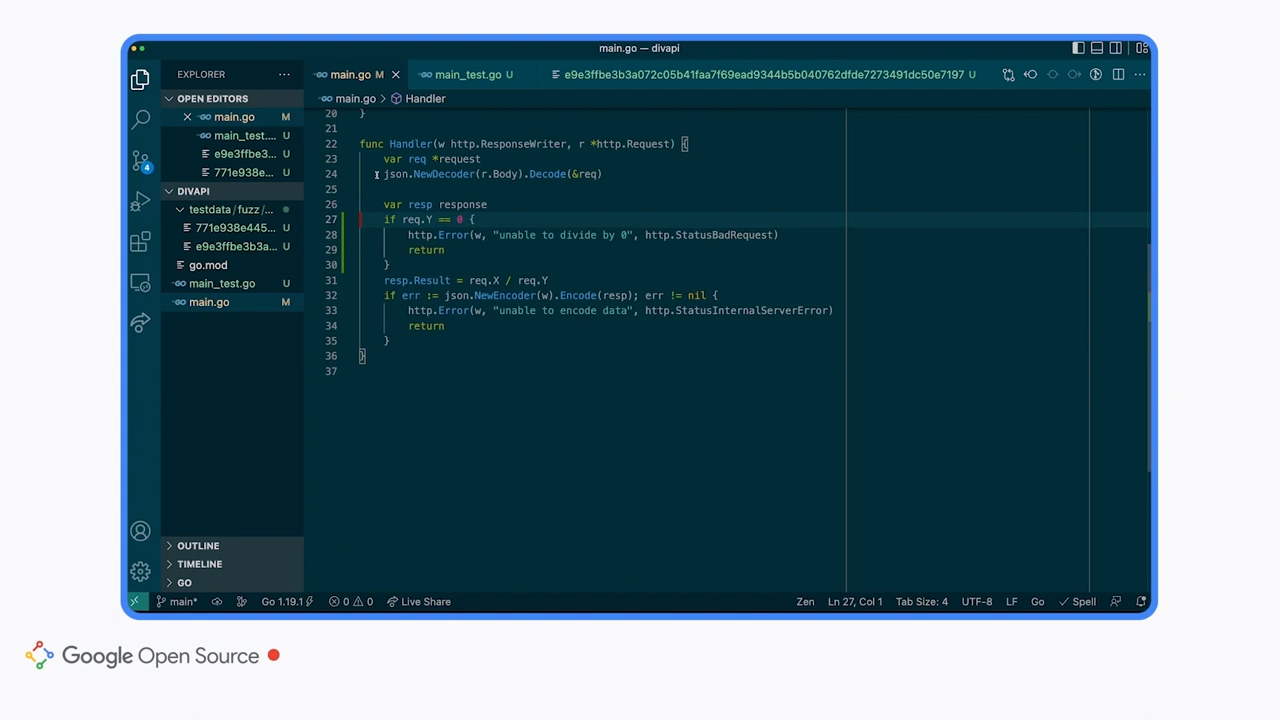 main.go — divapi
EXPLORER ···
main.go M
main_test.go U
e9e3ffbe3b3a072c05b41faa7f69ead9344b5b040762dfde7273491dc50e7197 U
OPEN EDITORS
main.go > Handler
main.go M
main_test.... U
e9e3ffbe3... U
771e938e... U
DIVAPI
testdata/fuzz/...
771e938e445... U
e9e3ffbe3b3a... U
go.mod
main_test.go U
main.go M
20 }
21
22 func Handler(w http.ResponseWriter, r *http.Request) {
23 var req *request
24 json.NewDecoder(r.Body).Decode(&req)
25
26 var resp response
27 if req.Y == 0 {
28 http.Error(w, "unable to divide by 0", http.StatusBadRequest)
29 return
30 }
31 resp.Result = req.X / req.Y
32 if err := json.NewEncoder(w).Encode(resp); err != nil {
33 http.Error(w, "unable to encode data", http.StatusInternalServerError)
34 return
35 }
36 }
37
4
OUTLINE
TIMELINE
GO
main* Go 1.19.1 0 0 Live Share Zen Ln 27, Col 1 Tab Size: 4 UTF-8 LF Go Spell
Google Open Source